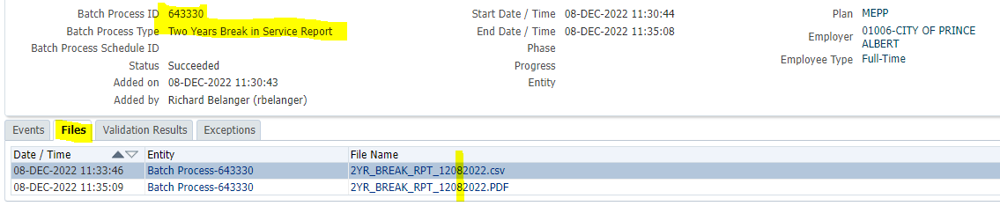 Batch Process ID 643330
Batch Process Type Two Years Break in Service Report
Batch Process Schedule ID
Status Succeeded
Added on 08-DEC-2022 11:30:43
Added by Richard Belanger (rbelanger)
Start Date / Time 08-DEC-2022 11:30:44
End Date / Time 08-DEC-2022 11:35:08
Phase
Progress
Entity
Plan MEPP
Employer 01006-CITY OF PRINCE
ALBERT
Employee Type Full-Time
Events Files Validation Results Exceptions
Date / Time Entity File Name
08-DEC-2022 11:33:46 Batch Process-643330 2YR_BREAK_RPT_12082022.csv
08-DEC-2022 11:35:09 Batch Process-643330 2YR_BREAK_RPT_12082022.PDF